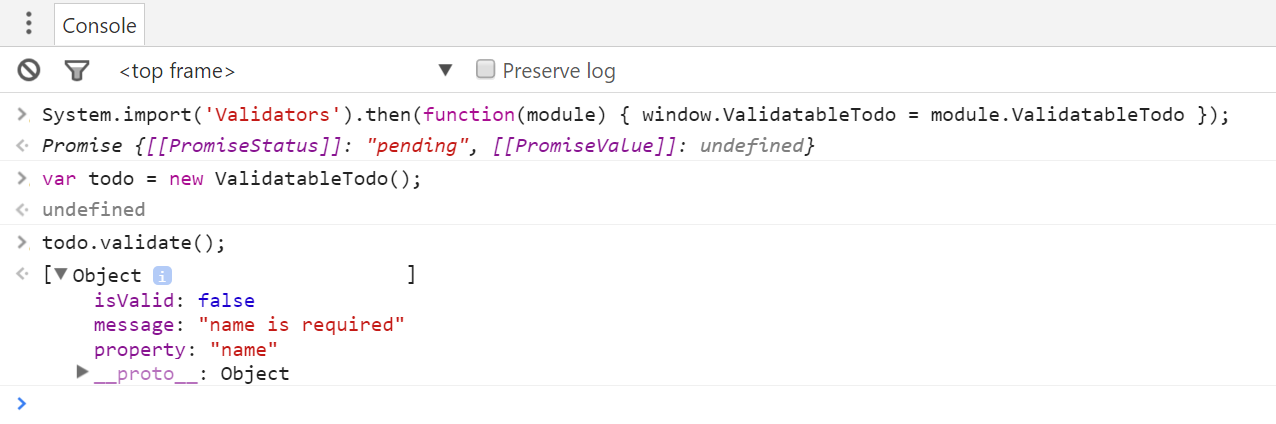 Console
<top frame> ▼ Preserve log
System.import('Validators').then(function(module) { window.ValidatableTodo = module.ValidatableTodo });
Promise {[[PromiseStatus]]: "pending", [[PromiseValue]]: undefined}
var todo = new ValidatableTodo();
undefined
todo.validate();
[▼Object i ]
isValid: false
message: "name is required"
property: "name"
▶__proto__: Object